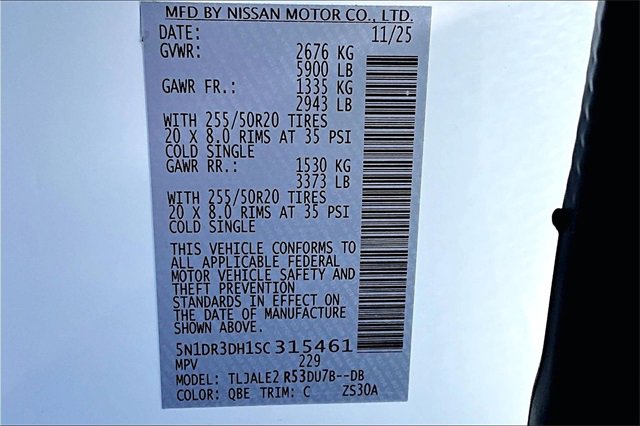 MFD BY NISSAN MOTOR CO., LTD.
DATE: 11/25
GVWR: 2676 KG
5900 LB
GAWR FR.: 1335 KG
2943 LB
WITH 255/50R20 TIRES
20 X 8.0 RIMS AT 35 PSI
COLD SINGLE
GAWR RR.: 1530 KG
3373 LB
WITH 255/50R20 TIRES
20 X 8.0 RIMS AT 35 PSI
COLD SINGLE
THIS VEHICLE CONFORMS TO
ALL APPLICABLE FEDERAL
MOTOR VEHICLE SAFETY AND
THEFT PREVENTION
STANDARDS IN EFFECT ON
THE DATE OF MANUFACTURE
SHOWN ABOVE.
5N1DR3DH1SC315461
MPV 229
MODEL: TLJALE2 R53DU7B--DB
COLOR: QBE TRIM: C ZS30A